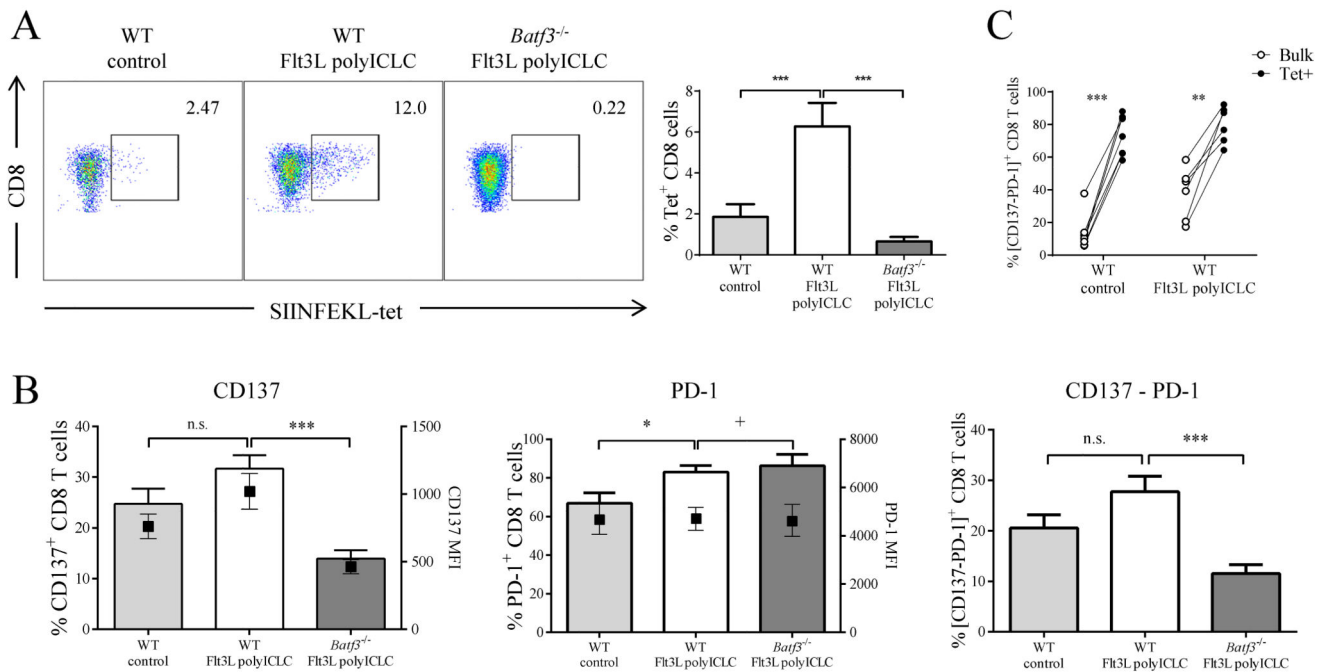 A
WT
control
WT
Flt3L polyICLC
Batf3-/-
Flt3L polyICLC
2.47
12.0
0.22
CD8
SIINFEKL-tet
% Tet+ CD8 cells
8
6
4
2
0
***
***
WT
control
WT
Flt3L
polyICLC
Batf3-/-
Flt3L
polyICLC
C
Bulk
Tet+
% [CD137-PD-1]+ CD8 T cells
100
80
60
40
20
0
***
**
WT
control
WT
Flt3L polyICLC
B
CD137
% CD137+ CD8 T cells
40
30
20
10
0
n.s.
***
1500
1000
500
0
CD137 MFI
WT
control
WT
Flt3L polyICLC
Batf3-/-
Flt3L polyICLC
PD-1
% PD-1+ CD8 T cells
100
80
60
40
20
0
*
+
8000
6000
4000
2000
0
PD-1 MFI
WT
control
WT
Flt3L polyICLC
Batf3-/-
Flt3L polyICLC
CD137 - PD-1
% [CD137-PD-1]+ CD8 T cells
40
30
20
10
0
n.s.
***
WT
control
WT
Flt3L polyICLC
Batf3-/-
Flt3L polyICLC